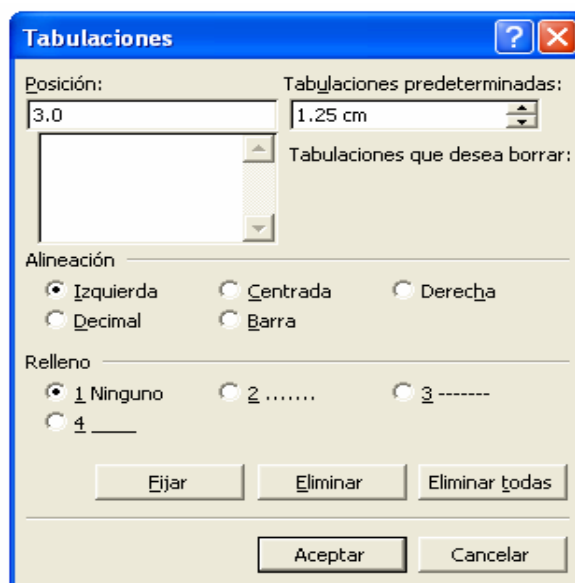 Tabulaciones
Posición: Tabulaciones predeterminadas:
3.0 1.25 cm
Tabulaciones que desea borrar:
Alineación
Izquierda Centrada Derecha
Decimal Barra
Relleno
1 Ninguno 2 ....... 3 -------
4 ____
Fijar Eliminar Eliminar todas
Aceptar Cancelar